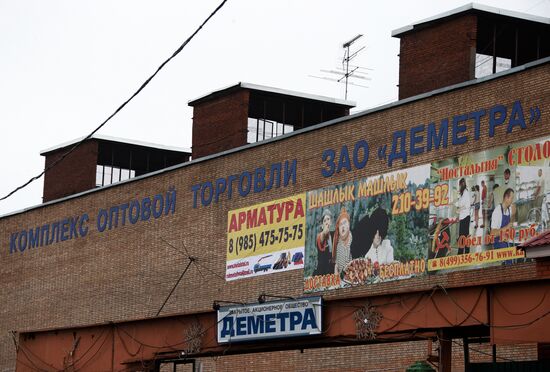 КОМПЛЕКС ОПТОВОЙ ТОРГОВЛИ ЗАО "ДЕМЕТРА"
АРМАТУРА
8 (985) 475-75-75
ШАШЛЫК МАШЛЫК
210-39-92
ДОСТАВКА БЕСПЛАТНО
"Ностальгия" СТОЛО
Обед от 150 руб
8(499)356-76-91
ЗАКРЫТОЕ АКЦИОНЕРНОЕ ОБЩЕСТВО
ДЕМЕТРА